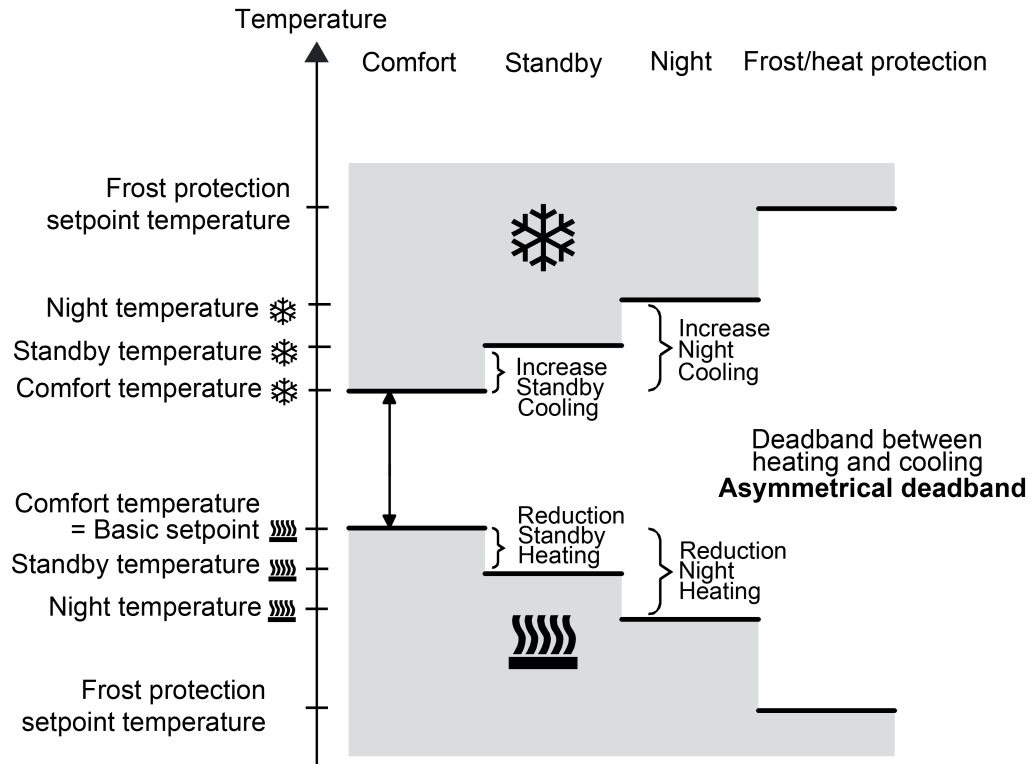 Temperature
Comfort
Standby
Night
Frost/heat protection
Frost protection
setpoint temperature
Night temperature
Standby temperature
Comfort temperature
Increase
Standby
Cooling
Increase
Night
Cooling
Deadband between
heating and cooling
Asymmetrical deadband
Comfort temperature
= Basic setpoint
Standby temperature
Night temperature
Reduction
Standby
Heating
Reduction
Night
Heating
Frost protection
setpoint temperature